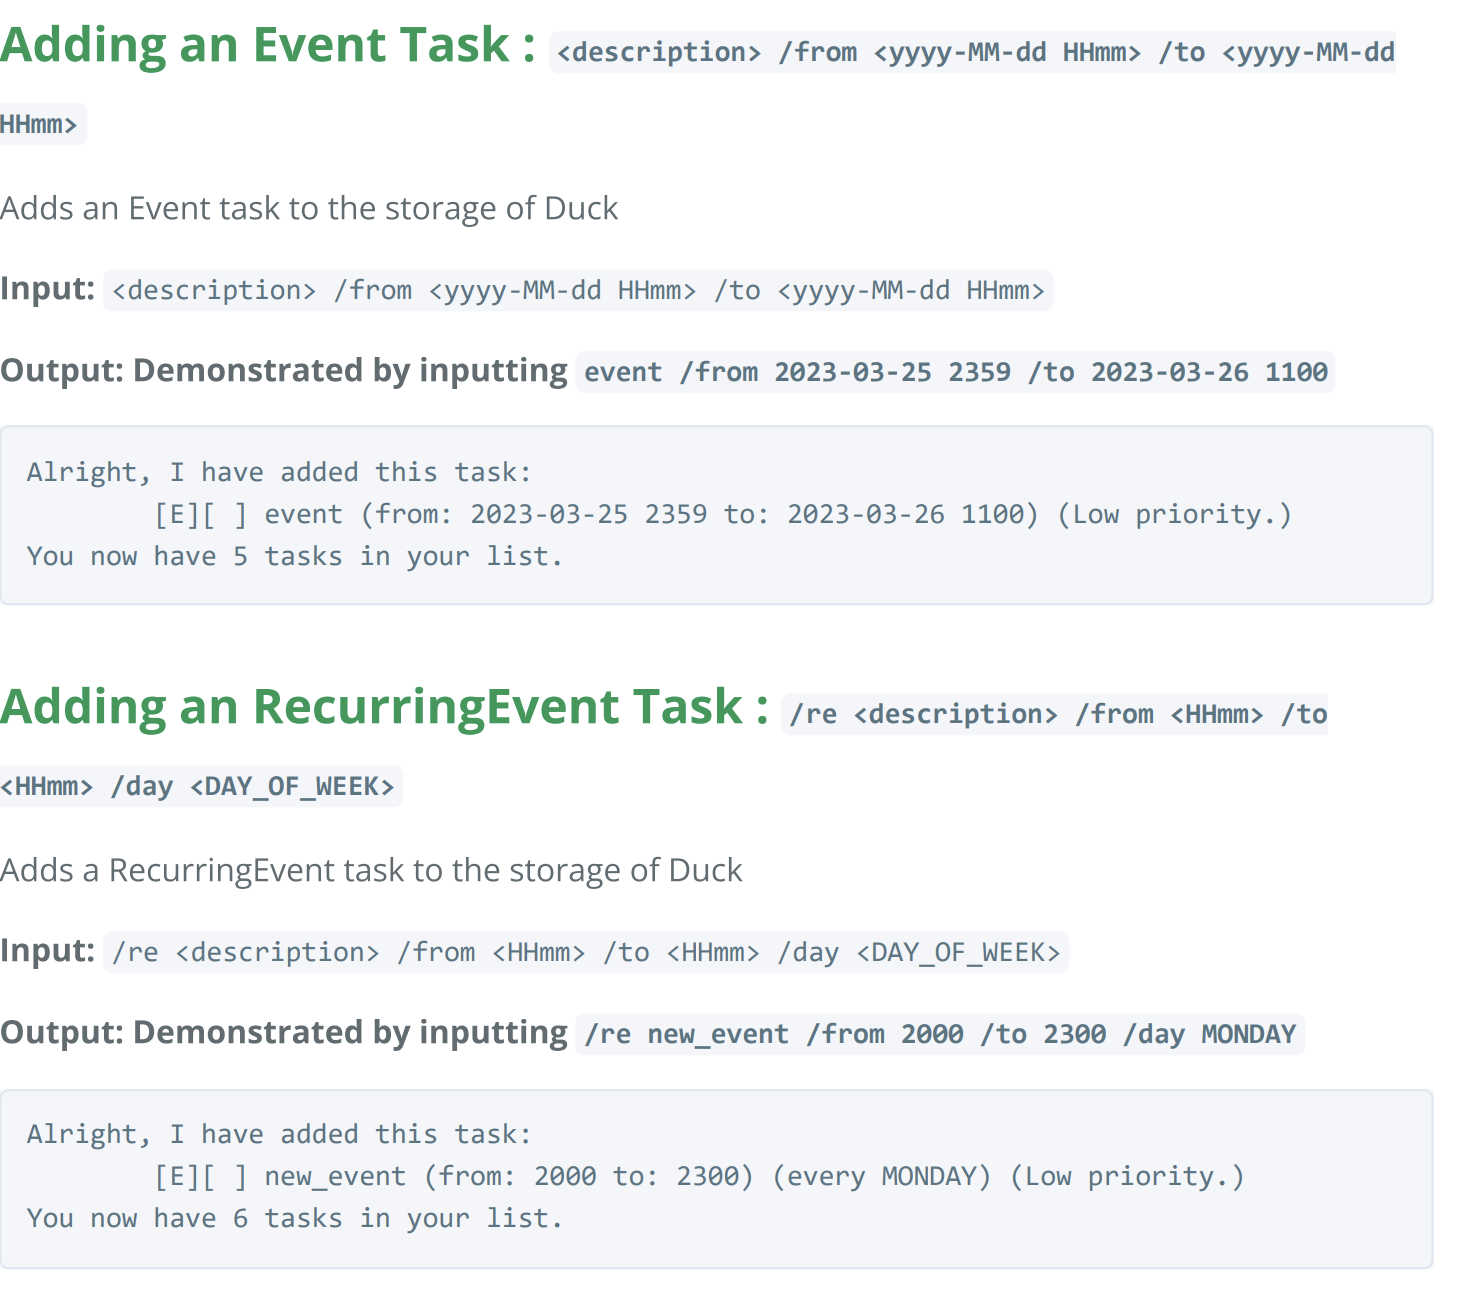 Adding an Event Task : <description> /from <yyyy-MM-dd HHmm> /to <yyyy-MM-dd
HHmm>
Adds an Event task to the storage of Duck
Input: <description> /from <yyyy-MM-dd HHmm> /to <yyyy-MM-dd HHmm>
Output: Demonstrated by inputting event /from 2023-03-25 2359 /to 2023-03-26 1100
Alright, I have added this task:
        [E][ ] event (from: 2023-03-25 2359 to: 2023-03-26 1100) (Low priority.)
You now have 5 tasks in your list.
Adding an RecurringEvent Task : /re <description> /from <HHmm> /to
<HHmm> /day <DAY_OF_WEEK>
Adds a RecurringEvent task to the storage of Duck
Input: /re <description> /from <HHmm> /to <HHmm> /day <DAY_OF_WEEK>
Output: Demonstrated by inputting /re new_event /from 2000 /to 2300 /day MONDAY
Alright, I have added this task:
        [E][ ] new_event (from: 2000 to: 2300) (every MONDAY) (Low priority.)
You now have 6 tasks in your list.